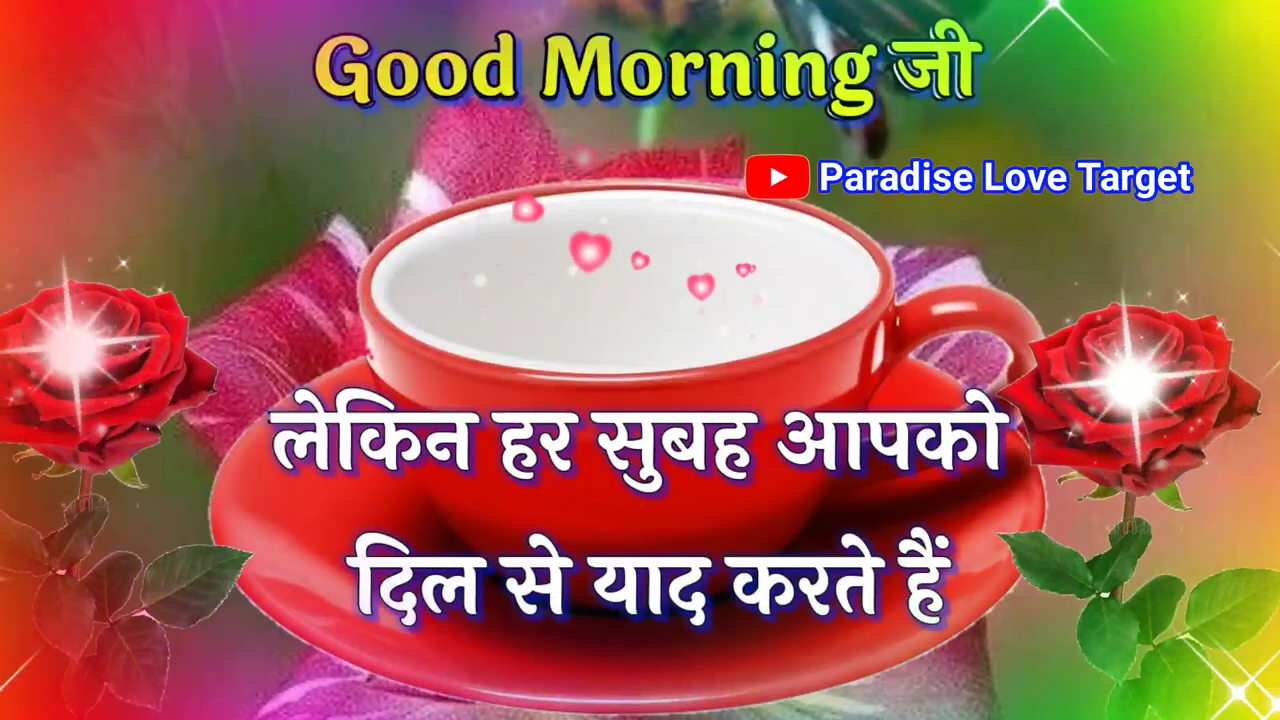 Good Morning जी
Paradise Love Target
लेकिन हर सुबह आपको
दिल से याद करते हैं